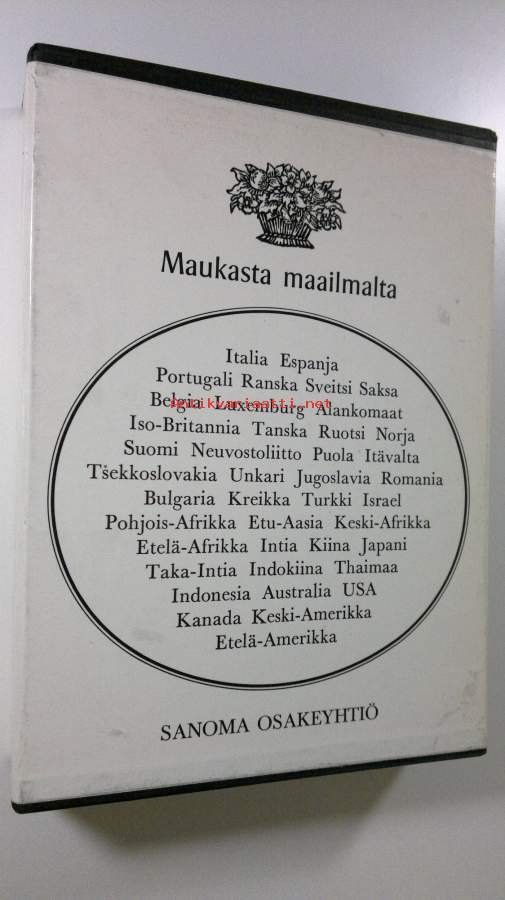 Maukasta maailmalta
Italia Espanja
Portugali Ranska Sveitsi Saksa
Belgia Luxemburg Alankomaat
antikvariaatti.net
Iso-Britannia Tanska Ruotsi Norja
Suomi Neuvostoliitto Puola Itävalta
Tšekkoslovakia Unkari Jugoslavia Romania
Bulgaria Kreikka Turkki Israel
Pohjois-Afrikka Etu-Aasia Keski-Afrikka
Etelä-Afrikka Intia Kiina Japani
Taka-Intia Indokiina Thaimaa
Indonesia Australia USA
Kanada Keski-Amerikka
Etelä-Amerikka
SANOMA OSAKEYHTIÖ